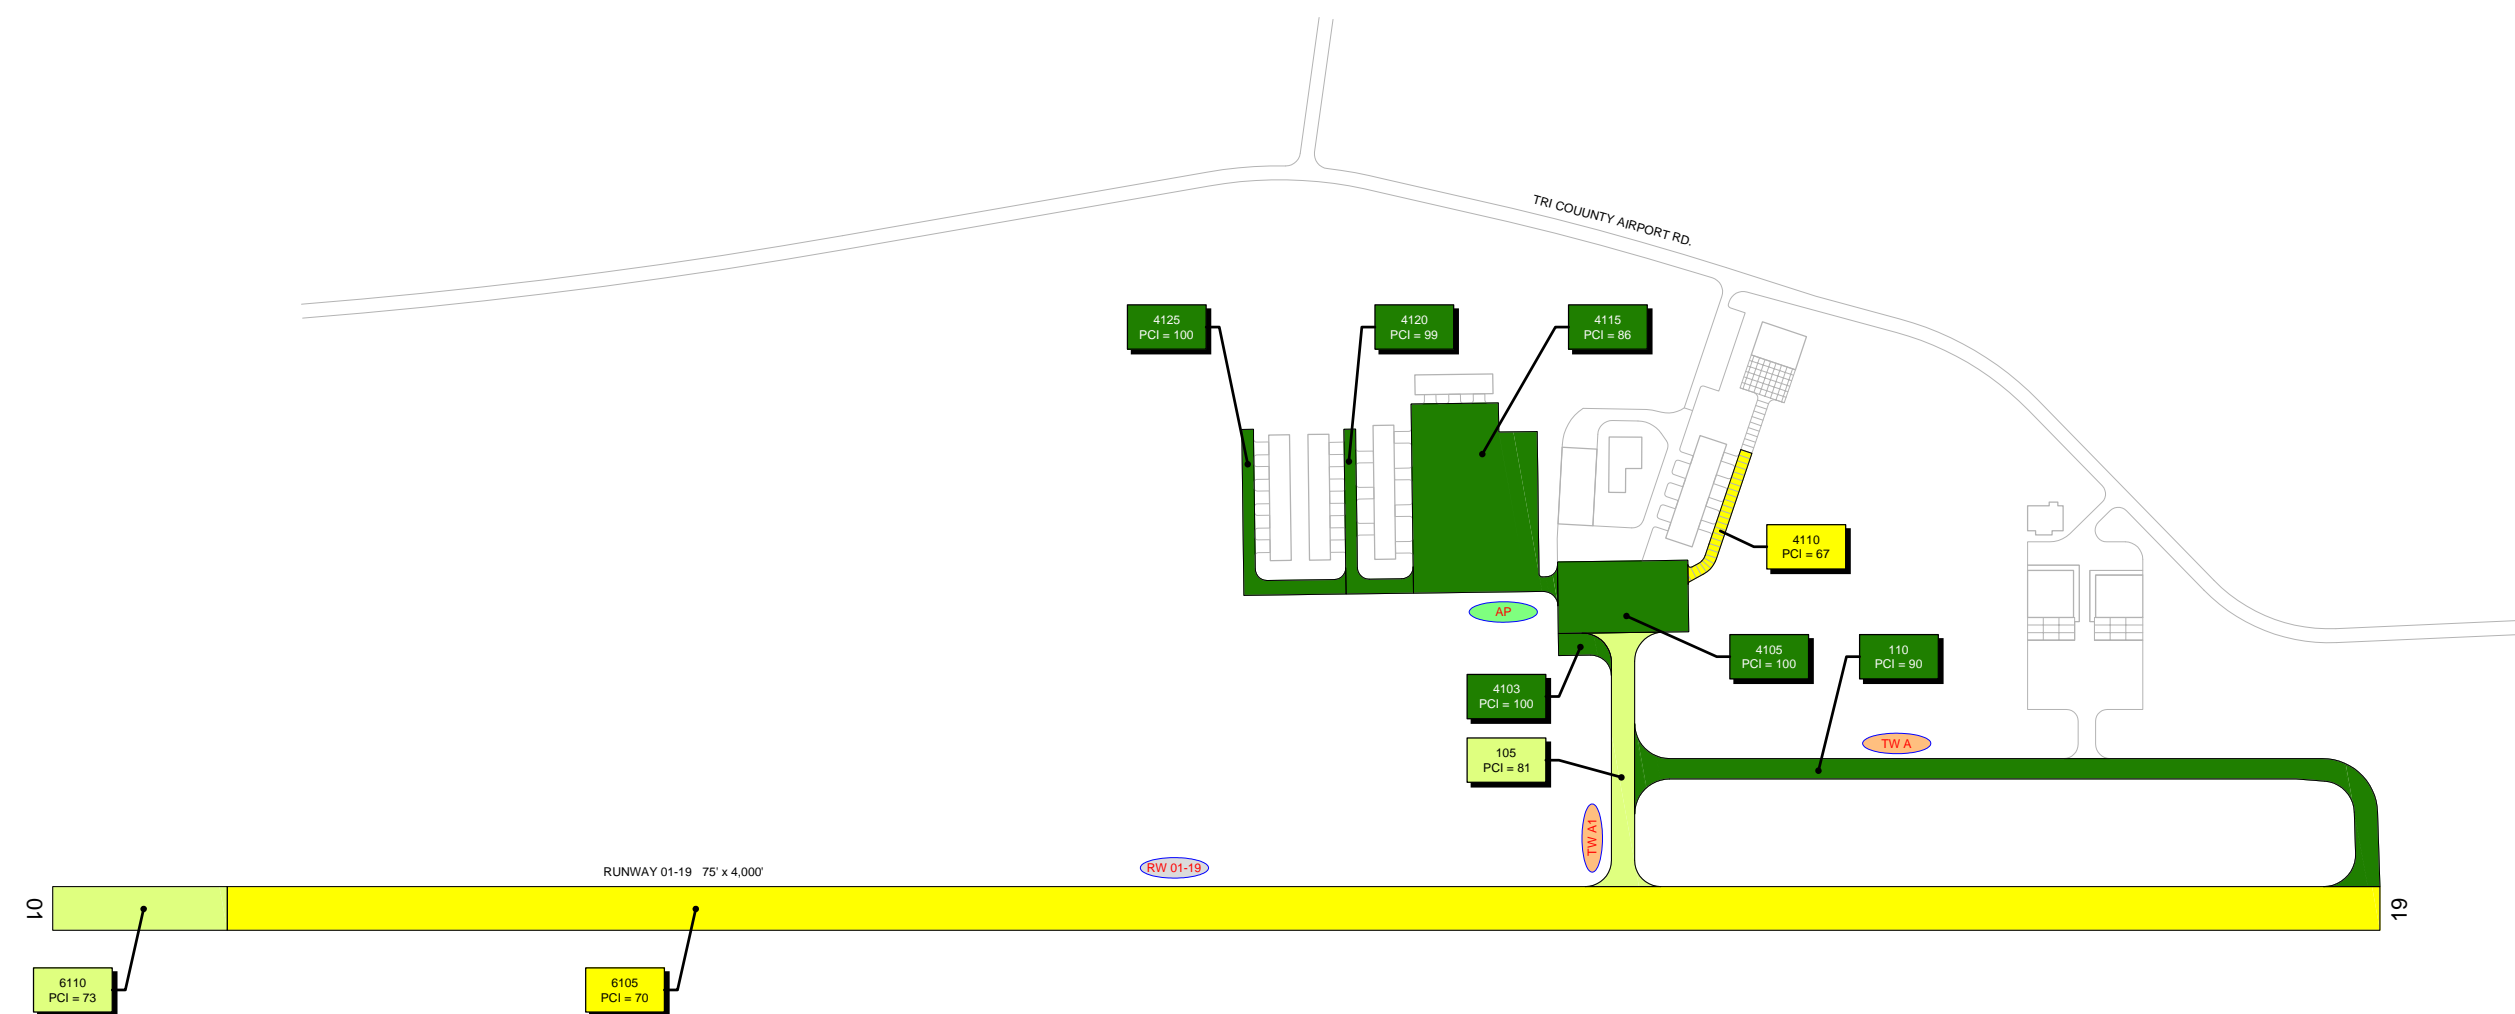 TRI COUUNTY AIRPORT RD.
4125
PCI = 100
4120
PCI = 99
4115
PCI = 86
4110
PCI = 67
AP
4105
PCI = 100
110
PCI = 90
4103
PCI = 100
105
PCI = 81
TW A
TW A1
RUNWAY 01-19   75' x 4,000'
RW 01-19
01
19
6110
PCI = 73
6105
PCI = 70